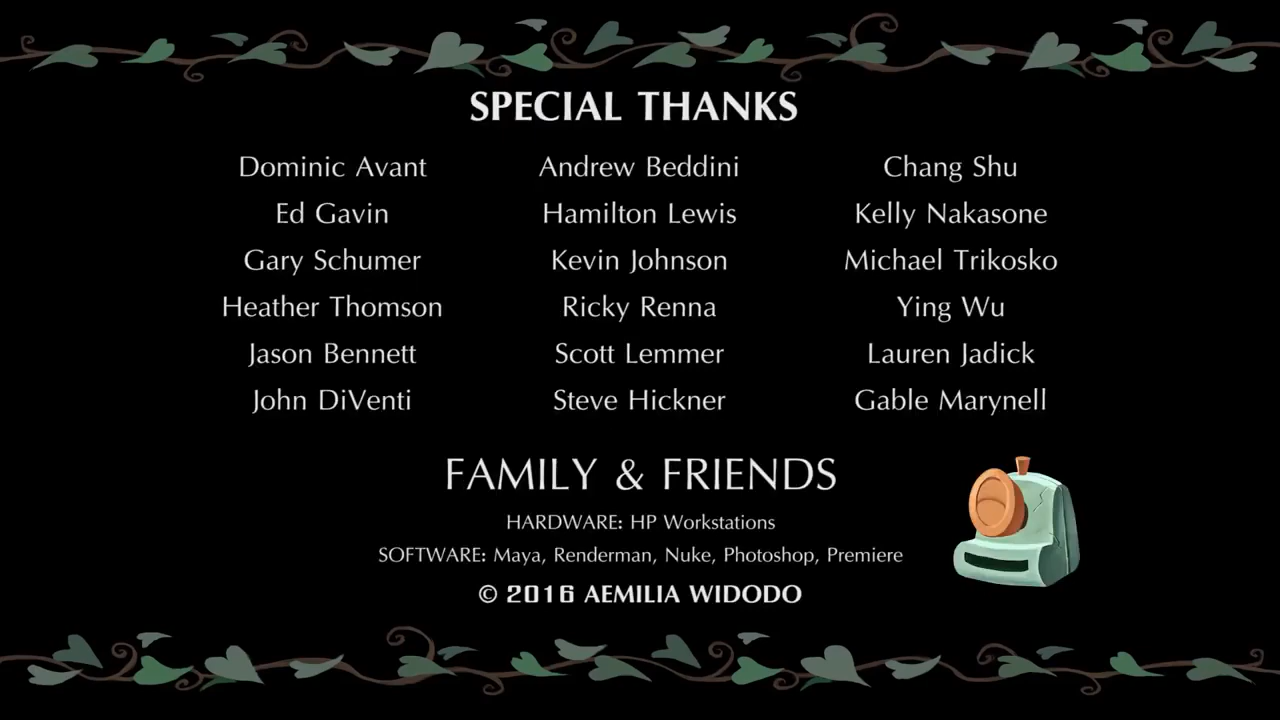 SPECIAL THANKS
Dominic Avant Andrew Beddini Chang Shu
Ed Gavin Hamilton Lewis Kelly Nakasone
Gary Schumer Kevin Johnson Michael Trikosko
Heather Thomson Ricky Renna Ying Wu
Jason Bennett Scott Lemmer Lauren Jadick
John DiVenti Steve Hickner Gable Marynell
FAMILY & FRIENDS
HARDWARE: HP Workstations
SOFTWARE: Maya, Renderman, Nuke, Photoshop, Premiere
© 2016 AEMILIA WIDODO